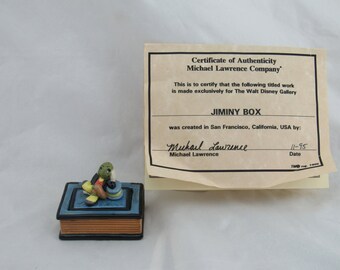 Certificate of Authenticity
Michael Lawrence Company
This is to certify that the following titled work
is made exclusively for The Walt Disney Gallery
JIMINY BOX
was created in San Francisco, California, USA by:
Michael Lawrence 11-95
Michael Lawrence Date